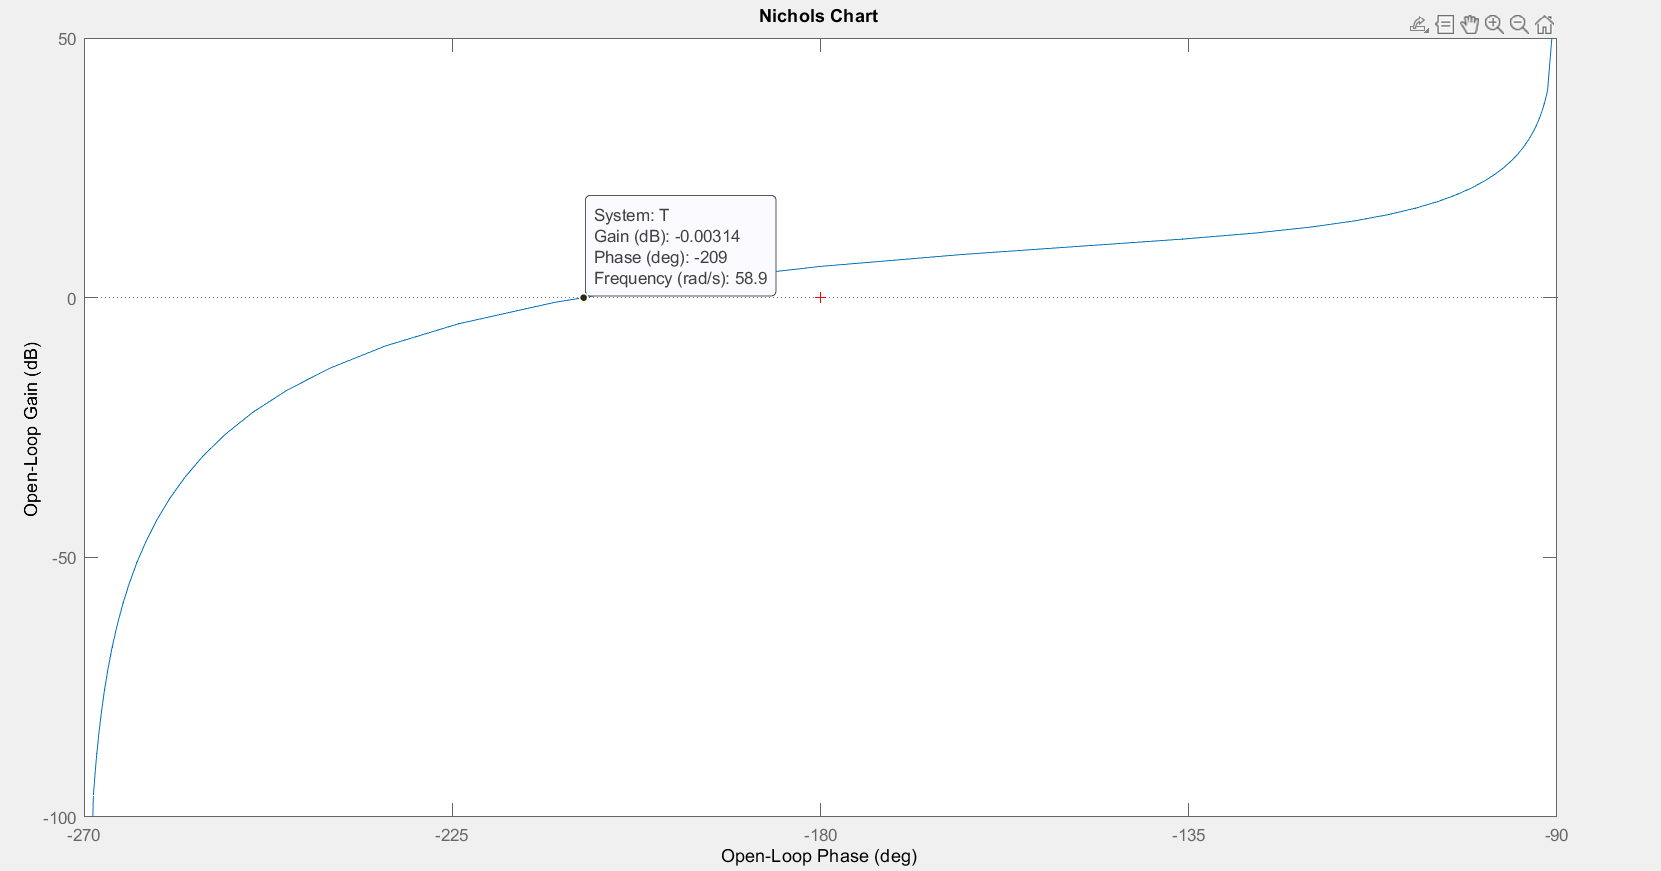 Nichols Chart
50
0
-50
-100
Open-Loop Gain (dB)
System: T
Gain (dB): -0.00314
Phase (deg): -209
Frequency (rad/s): 58.9
-270
-225
-180
-135
-90
Open-Loop Phase (deg)